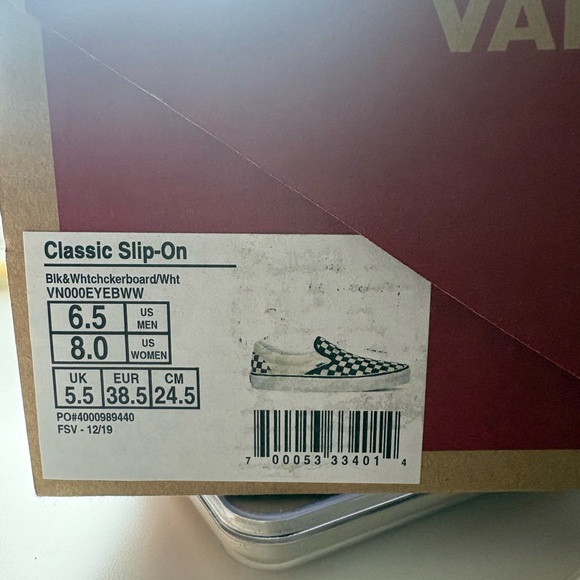 VA
Classic Slip-On
Blk&Whtchckerboard/Wht
VN000EYEBWW
6.5 US MEN
8.0 US WOMEN
UK EUR CM
5.5 38.5 24.5
PO#4000989440
FSV - 12/19
7 00053 33401 4